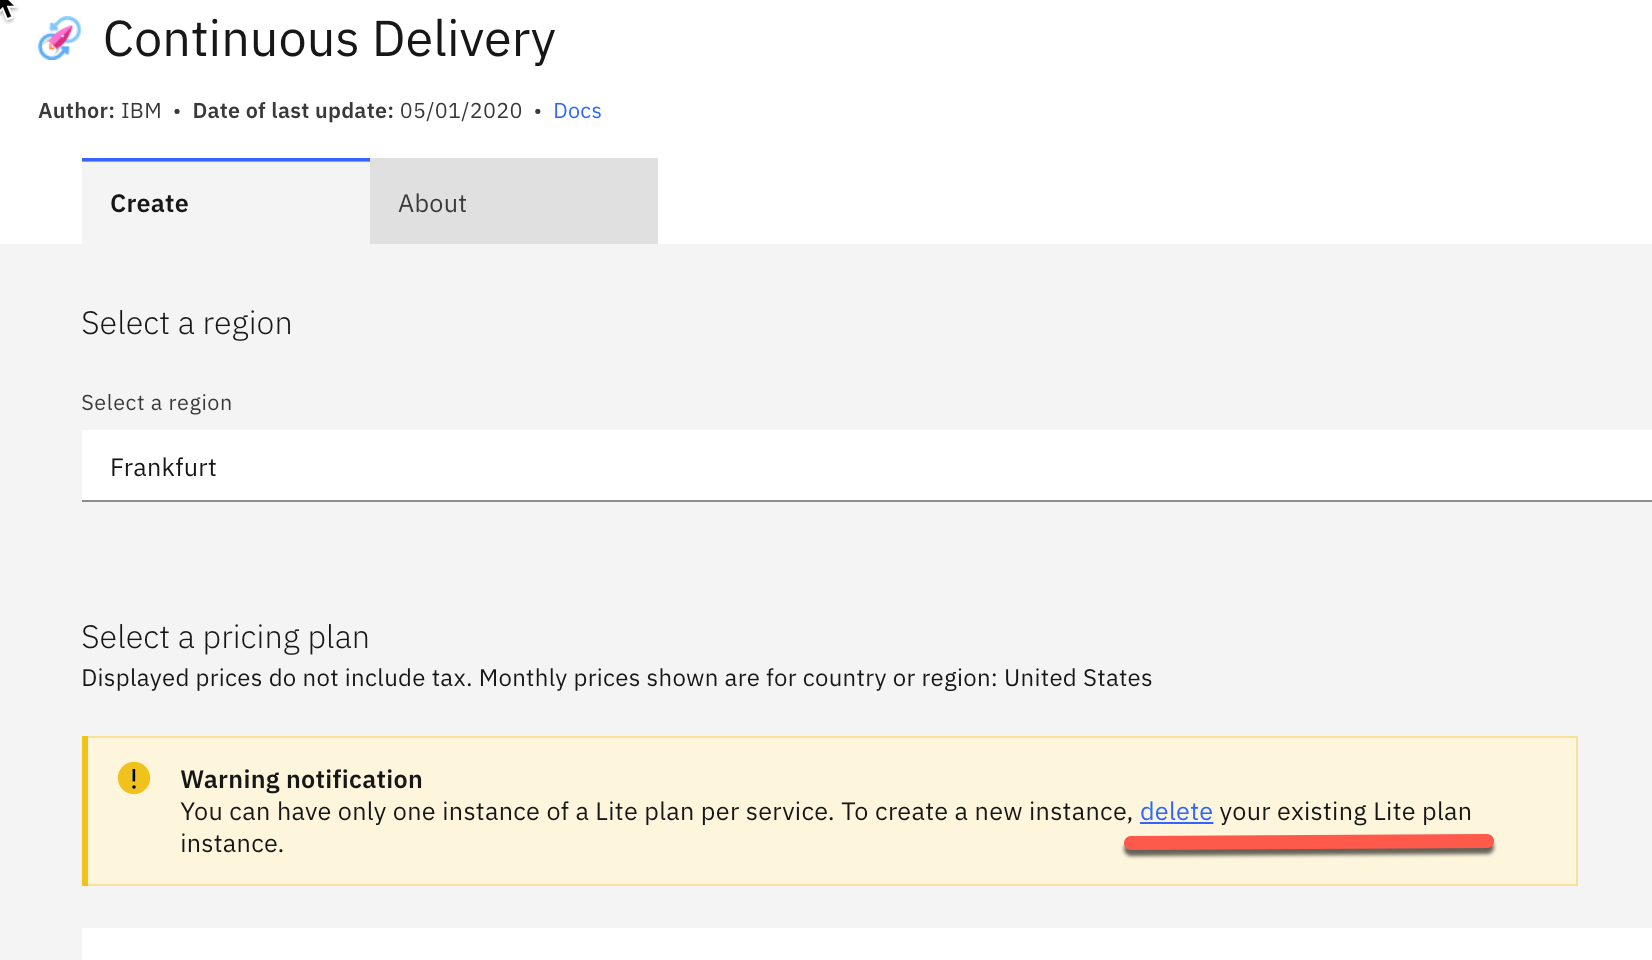 Continuous Delivery
Author: IBM • Date of last update: 05/01/2020 • Docs
Create
About
Select a region
Select a region
Frankfurt
Select a pricing plan
Displayed prices do not include tax. Monthly prices shown are for country or region: United States
Warning notification
You can have only one instance of a Lite plan per service. To create a new instance, delete your existing Lite plan
instance.